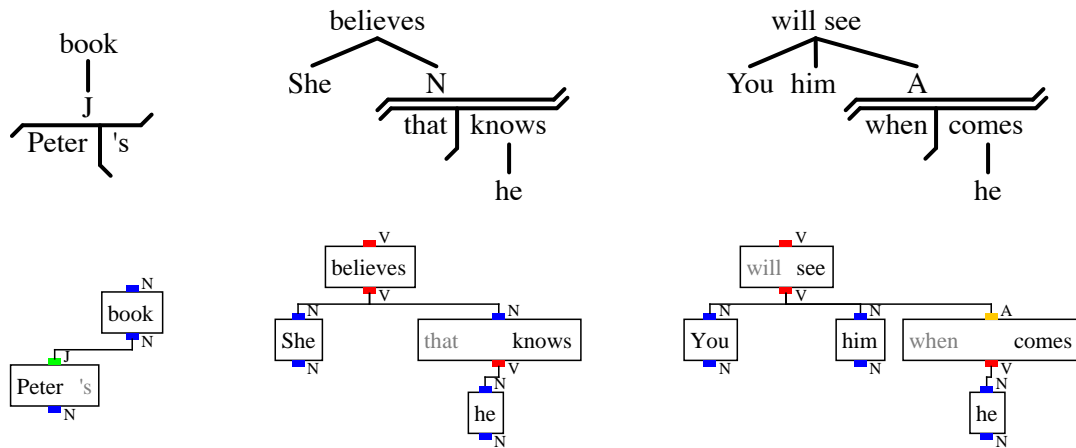 believes
will see
book
She N
You him A
J
that knows
when comes
Peter 's
he
he
V
V
believes
will see
N
book
V
V
N
N
N
N
N
A
She
that knows
You
him
when comes
J
Peter 's
N
N
V
N
N
V
N
N
he
he
N
N